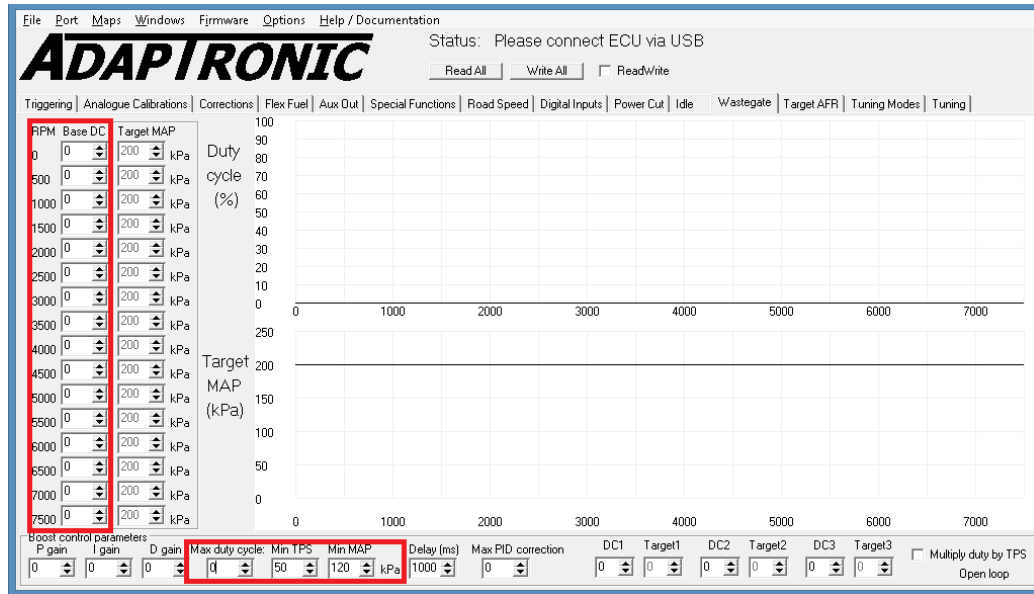 File Port Maps Windows Firmware Options Help / Documentation
ADAPTRONIC
Status: Please connect ECU via USB
Read All Write All ReadWrite
Triggering Analogue Calibrations Corrections Flex Fuel Aux Out Special Functions Road Speed Digital Inputs Power Cut Idle Wastegate Target AFR Tuning Modes Tuning
RPM Base DC Target MAP
0 0 200 kPa
500 0 200 kPa
1000 0 200 kPa
1500 0 200 kPa
2000 0 200 kPa
2500 0 200 kPa
3000 0 200 kPa
3500 0 200 kPa
4000 0 200 kPa
4500 0 200 kPa
5000 0 200 kPa
5500 0 200 kPa
6000 0 200 kPa
6500 0 200 kPa
7000 0 200 kPa
7500 0 200 kPa
Duty
cycle
(%)
100
90
80
70
60
50
40
30
20
10
0
0 1000 2000 3000 4000 5000 6000 7000
Target
MAP
(kPa)
250
200
150
100
50
0
0 1000 2000 3000 4000 5000 6000 7000
Boost control parameters
P gain I gain D gain Max duty cycle: Min TPS Min MAP Delay (ms) Max PID correction DC1 Target1 DC2 Target2 DC3 Target3
0 0 0 0 50 120 kPa 1000 0 0 0 0 0 0 0
Multiply duty by TPS
Open loop